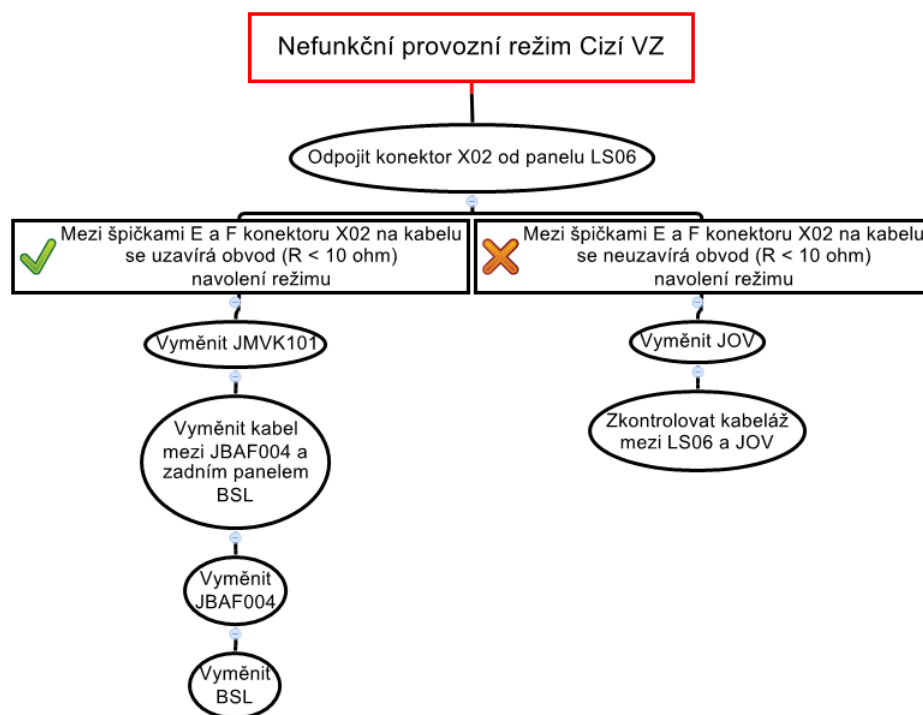 Nefunkční provozní režim Cizí VZ
Odpojit konektor X02 od panelu LS06
Mezi špičkami E a F konektoru X02 na kabelu
se uzavírá obvod (R < 10 ohm)
navolení režimu
Mezi špičkami E a F konektoru X02 na kabelu
se neuzavírá obvod (R < 10 ohm)
navolení režimu
Vyměnit JMVK101
Vyměnit JOV
Vyměnit kabel
mezi JBAF004 a
zadním panelem
BSL
Zkontrolovat kabeláž
mezi LS06 a JOV
Vyměnit
JBAF004
Vyměnit
BSL